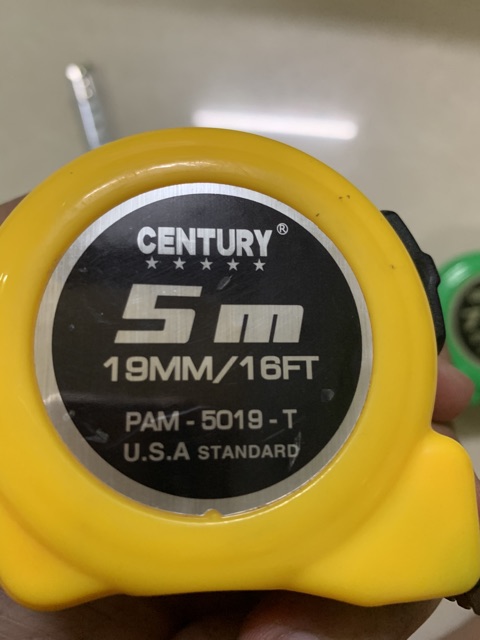 CENTURY®
★★★★★
5m
19MM/16FT
PAM - 5019 - T
U.S.A STANDARD